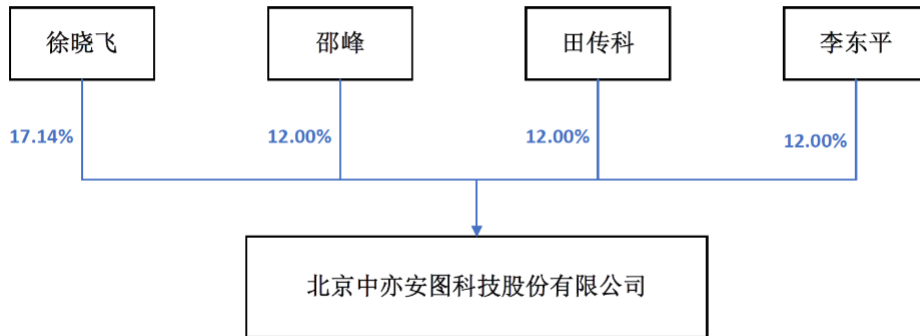 徐晓飞 邵峰 田传科 李东平
17.14% 12.00% 12.00% 12.00%
北京中亦安图科技股份有限公司